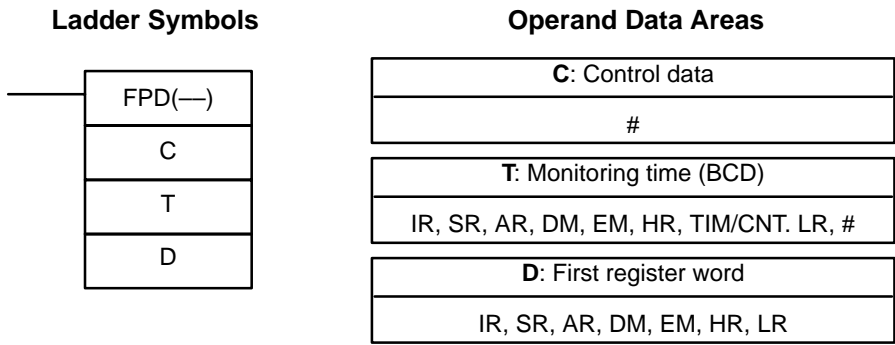 Ladder Symbols
FPD(––)
C
T
D
Operand Data Areas
C: Control data
#
T: Monitoring time (BCD)
IR, SR, AR, DM, EM, HR, TIM/CNT. LR, #
D: First register word
IR, SR, AR, DM, EM, HR, LR